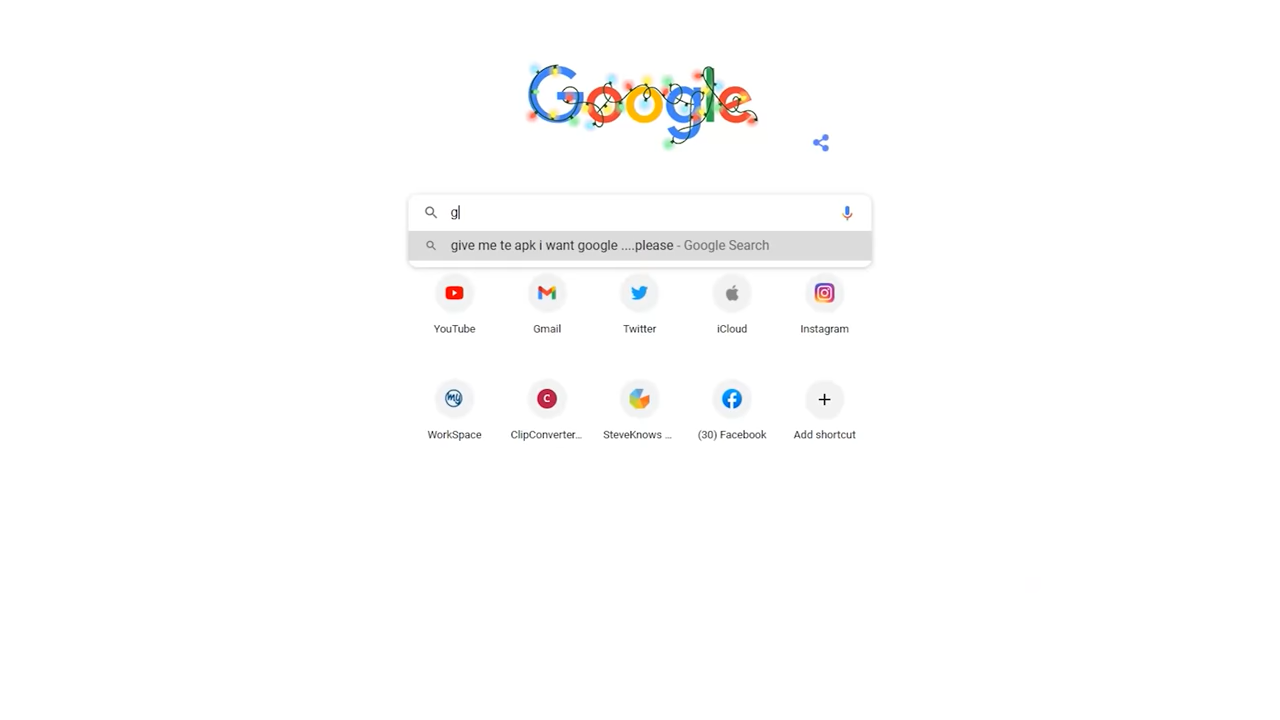 Google
g
give me te apk i want google ....please - Google Search
YouTube
Gmail
Twitter
iCloud
Instagram
my
C
WorkSpace
ClipConverter...
SteveKnows ...
(30) Facebook
Add shortcut